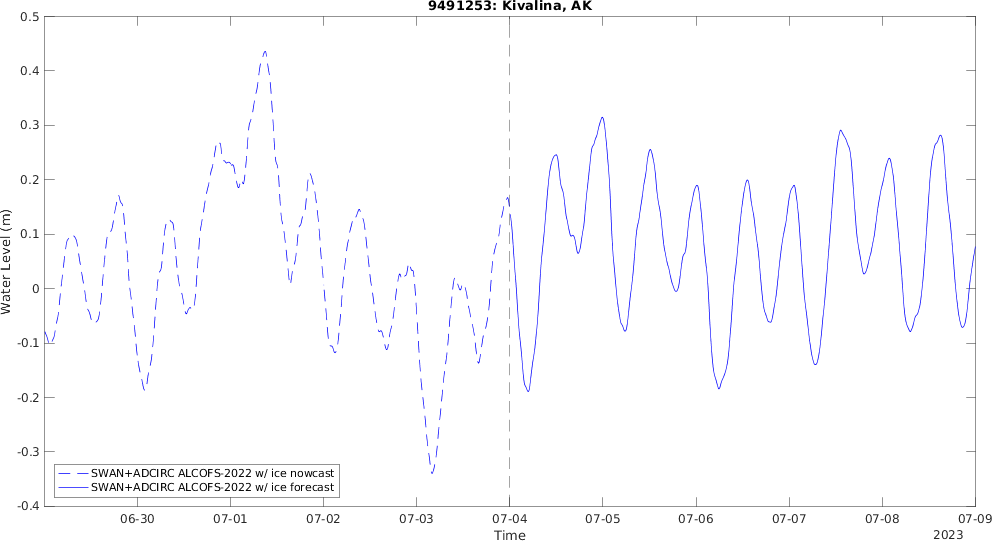 9491253: Kivalina, AK
0.5
0.4
0.3
0.2
0.1
0
-0.1
-0.2
-0.3
-0.4
Water Level (m)
SWAN+ADCIRC ALCOFS-2022 w/ ice nowcast
SWAN+ADCIRC ALCOFS-2022 w/ ice forecast
06-30 07-01 07-02 07-03 07-04 07-05 07-06 07-07 07-08 07-09
Time
2023